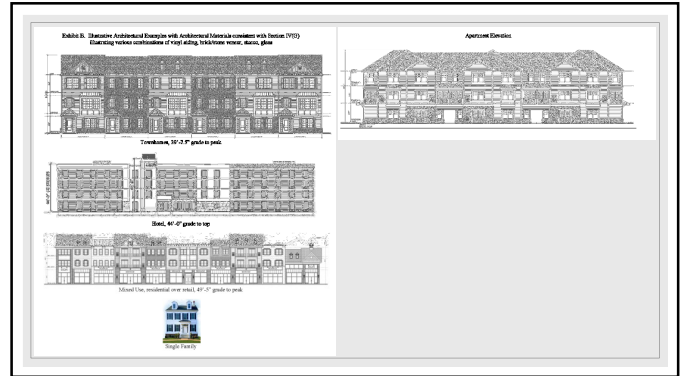 Exhibit B. Illustrative Architectural Examples with Architectural Materials consistent with Section IV(G)
illustrating various combinations of vinyl siding, brick/stone veneer, stucco, glass
Townhomes, 39'-2.5" grade to peak
Hotel, 44'-0" grade to top
Mixed Use, residential over retail, 49'-5" grade to peak
Single Family
Apartment Elevation